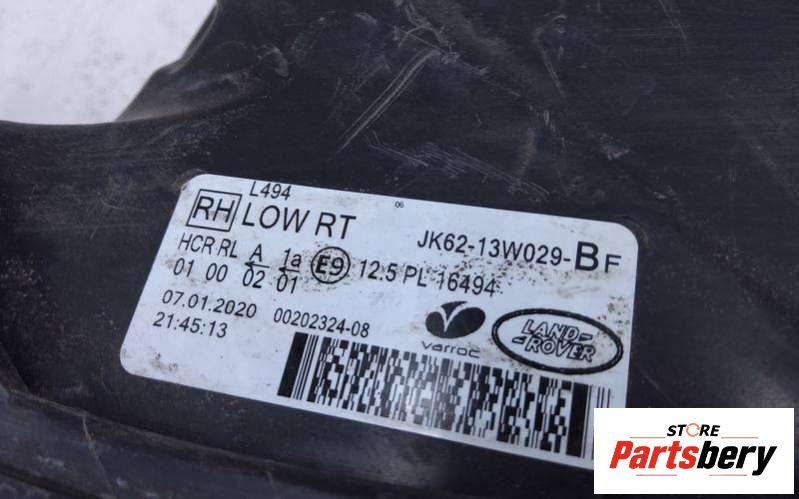 L494
06
RH LOW RT
JK62-13W029-BF
HCR RL A 1a E9 12.5 PL 16494
01 00 02 01
07.01.2020
21:45:13
00202324-08
varroc
LAND-
-ROVER
STORE
Partsbery